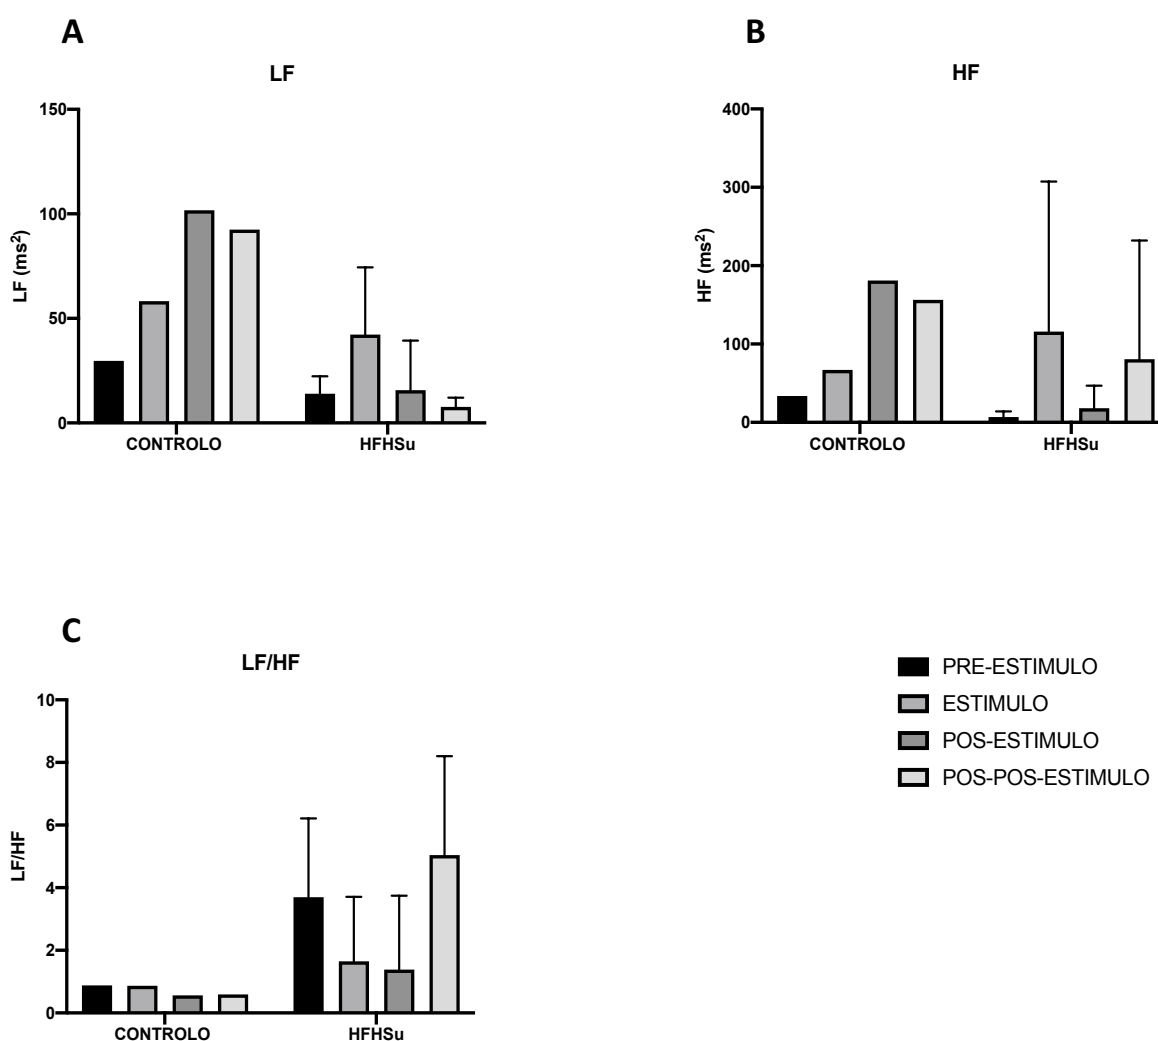 A
LF
LF (ms²)
150
100
50
0
CONTROLO
HFHSu
B
HF
HF (ms²)
400
300
200
100
0
CONTROLO
HFHSu
C
LF/HF
LF/HF
10
8
6
4
2
0
CONTROLO
HFHSu
PRE-ESTIMULO
ESTIMULO
POS-ESTIMULO
POS-POS-ESTIMULO